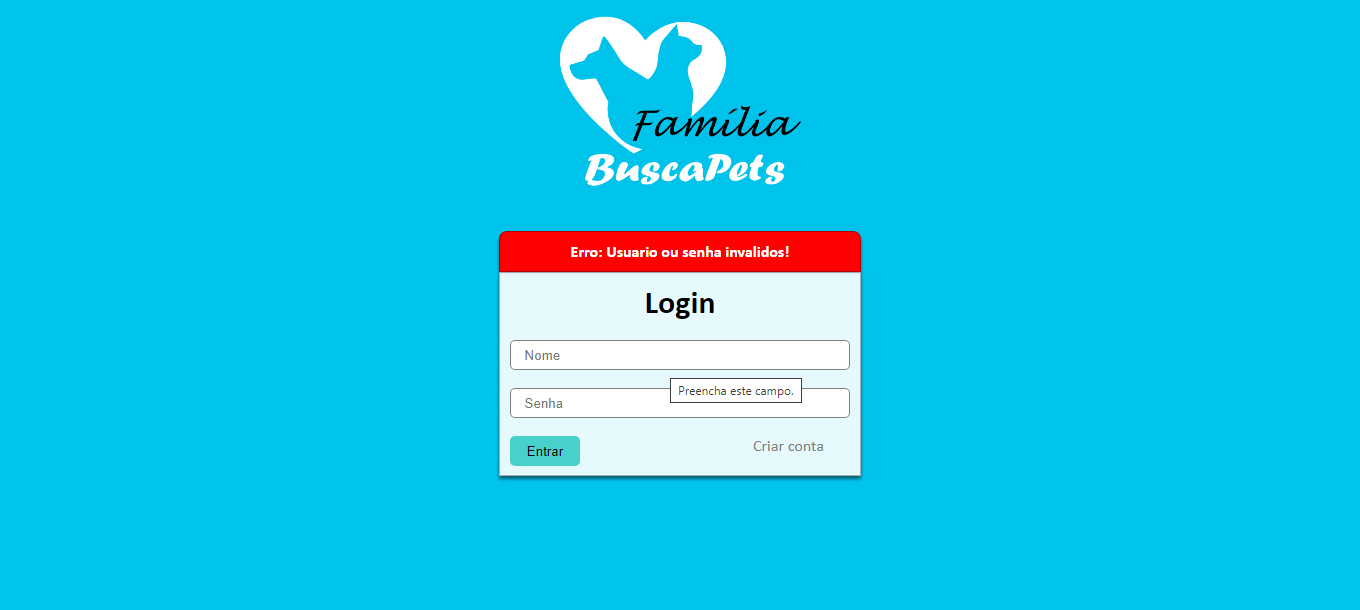 Família
BuscaPets
Erro: Usuario ou senha invalidos!
Login
Nome
Preencha este campo.
Senha
Entrar
Criar conta